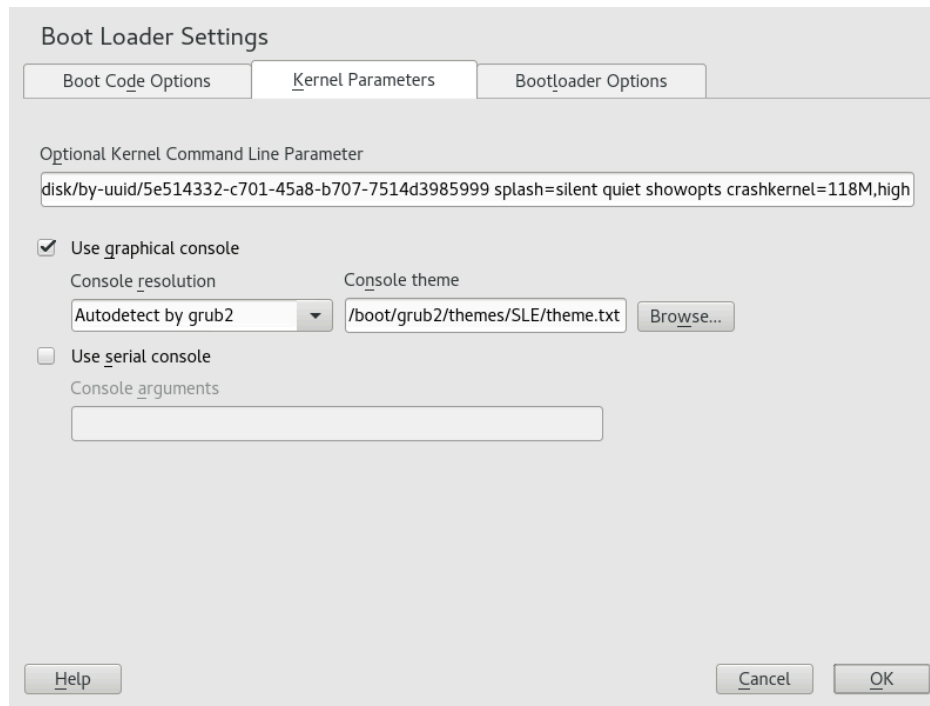 Boot Loader Settings
Boot Code Options
Kernel Parameters
Bootloader Options
Optional Kernel Command Line Parameter
disk/by-uuid/5e514332-c701-45a8-b707-7514d3985999 splash=silent quiet showopts crashkernel=118M,high
Use graphical console
Console resolution
Console theme
Autodetect by grub2
/boot/grub2/themes/SLE/theme.txt
Browse...
Use serial console
Console arguments
Help
Cancel
OK